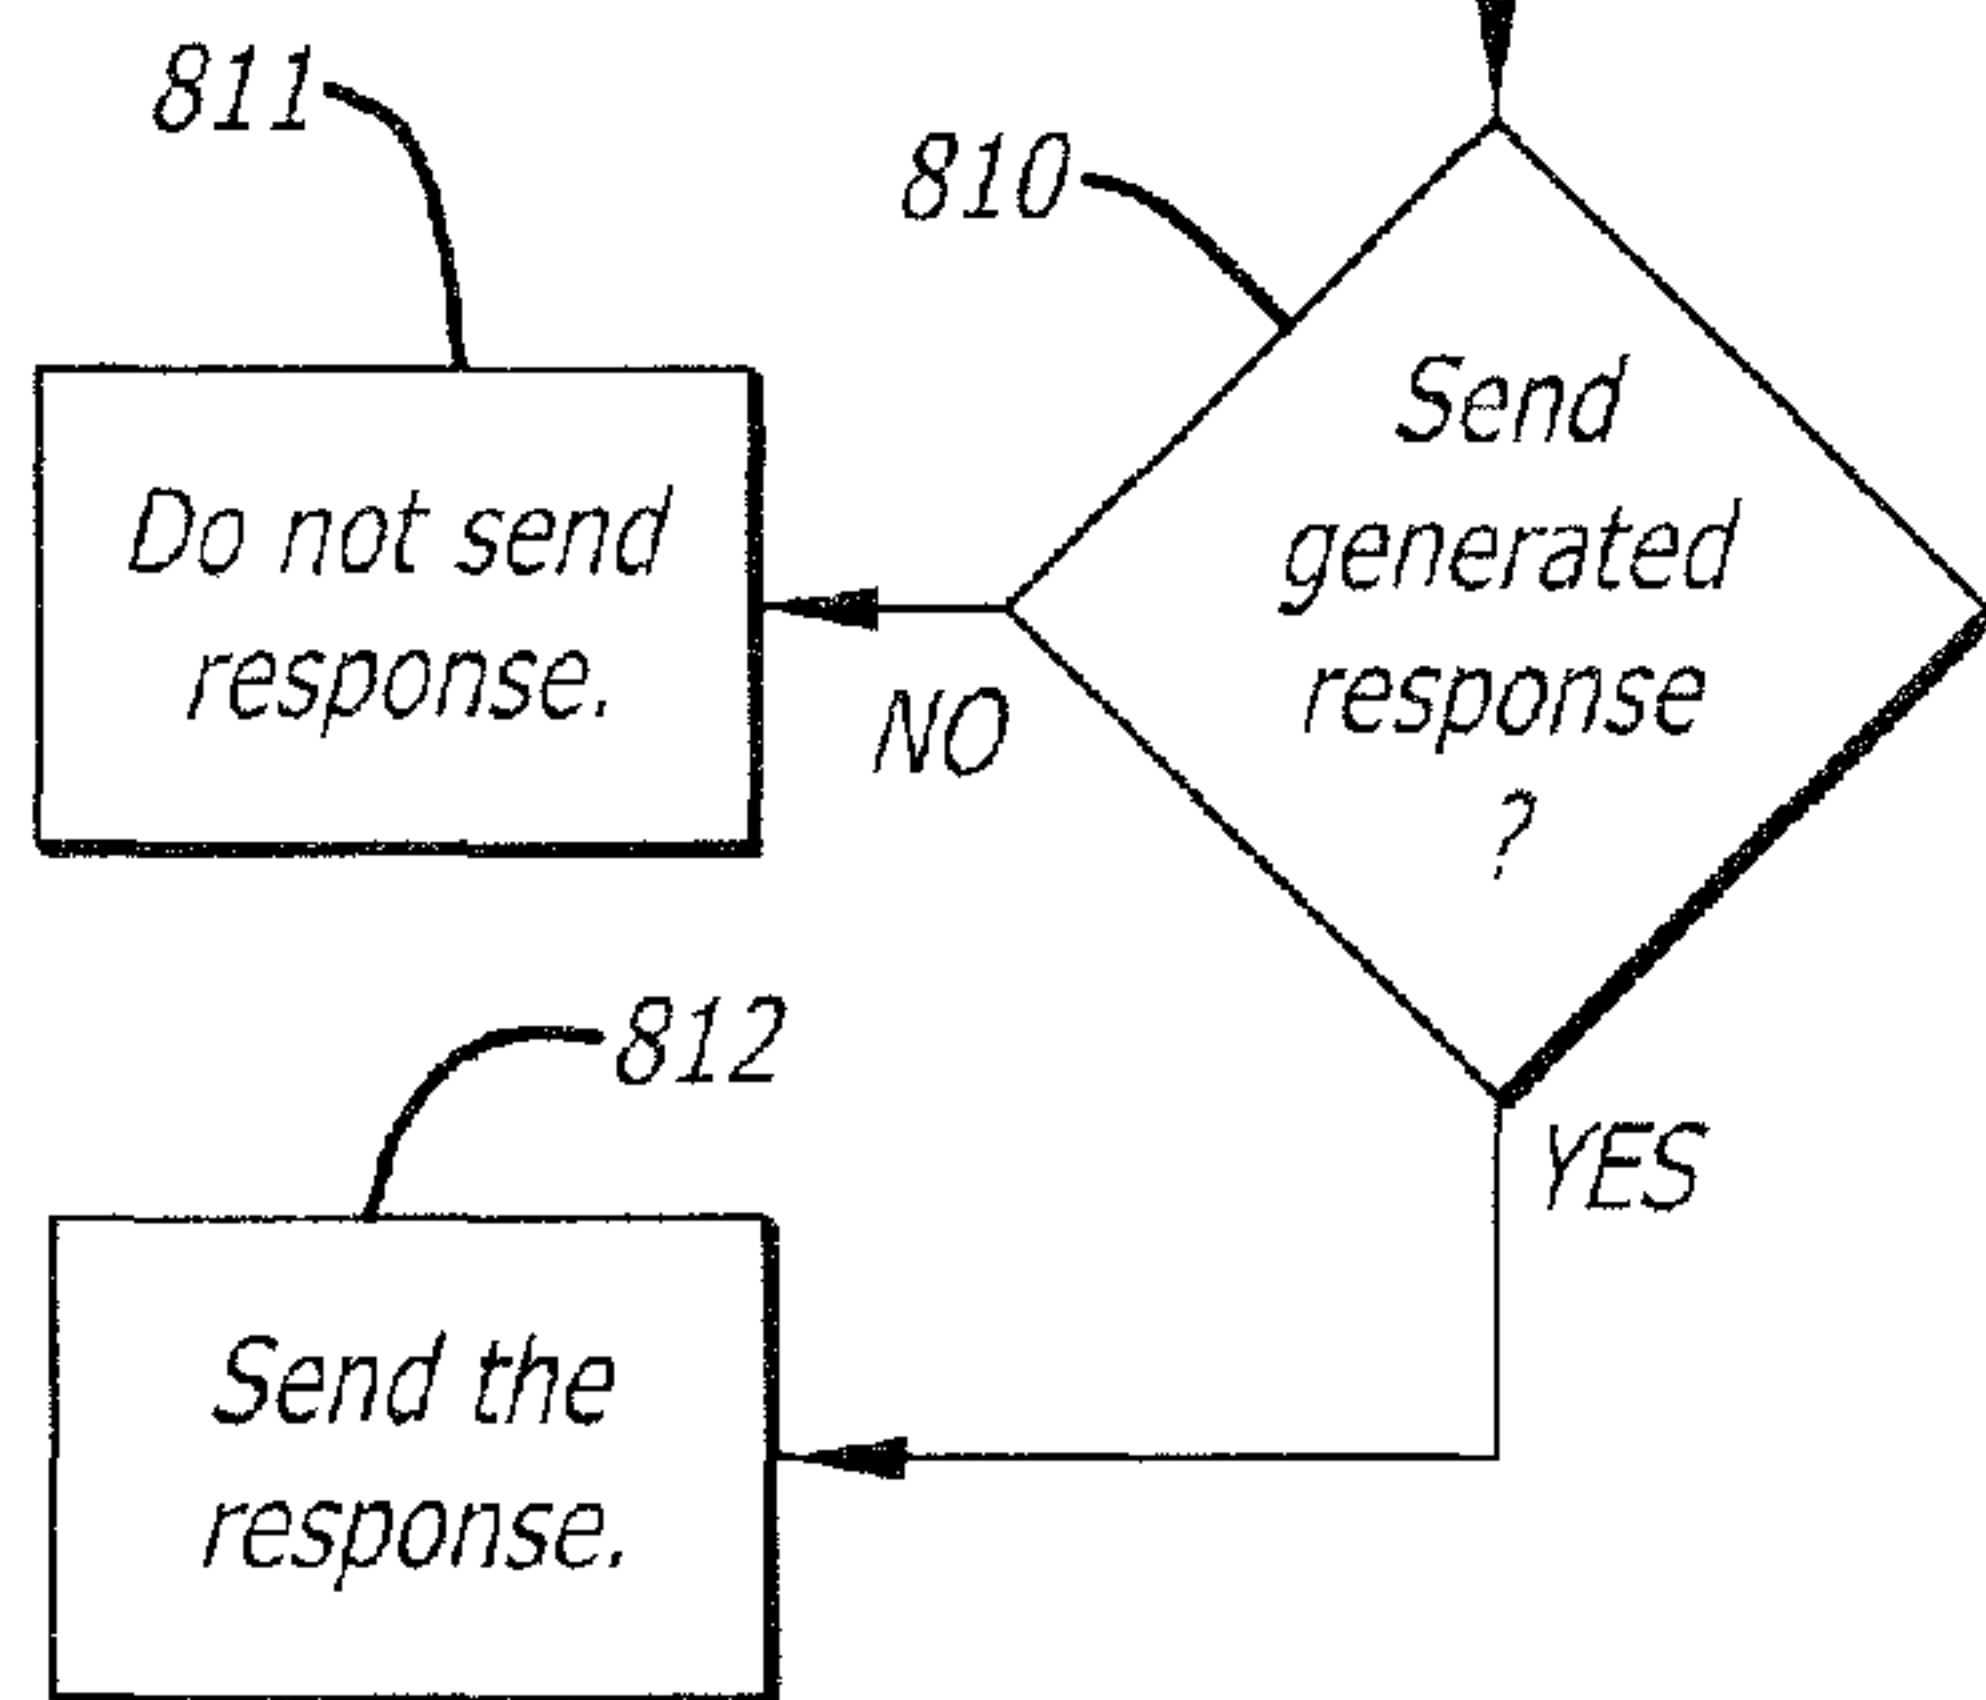 811
810
Send
generated
response
?
Do not send
response.
NO
812
YES
Send the
response.